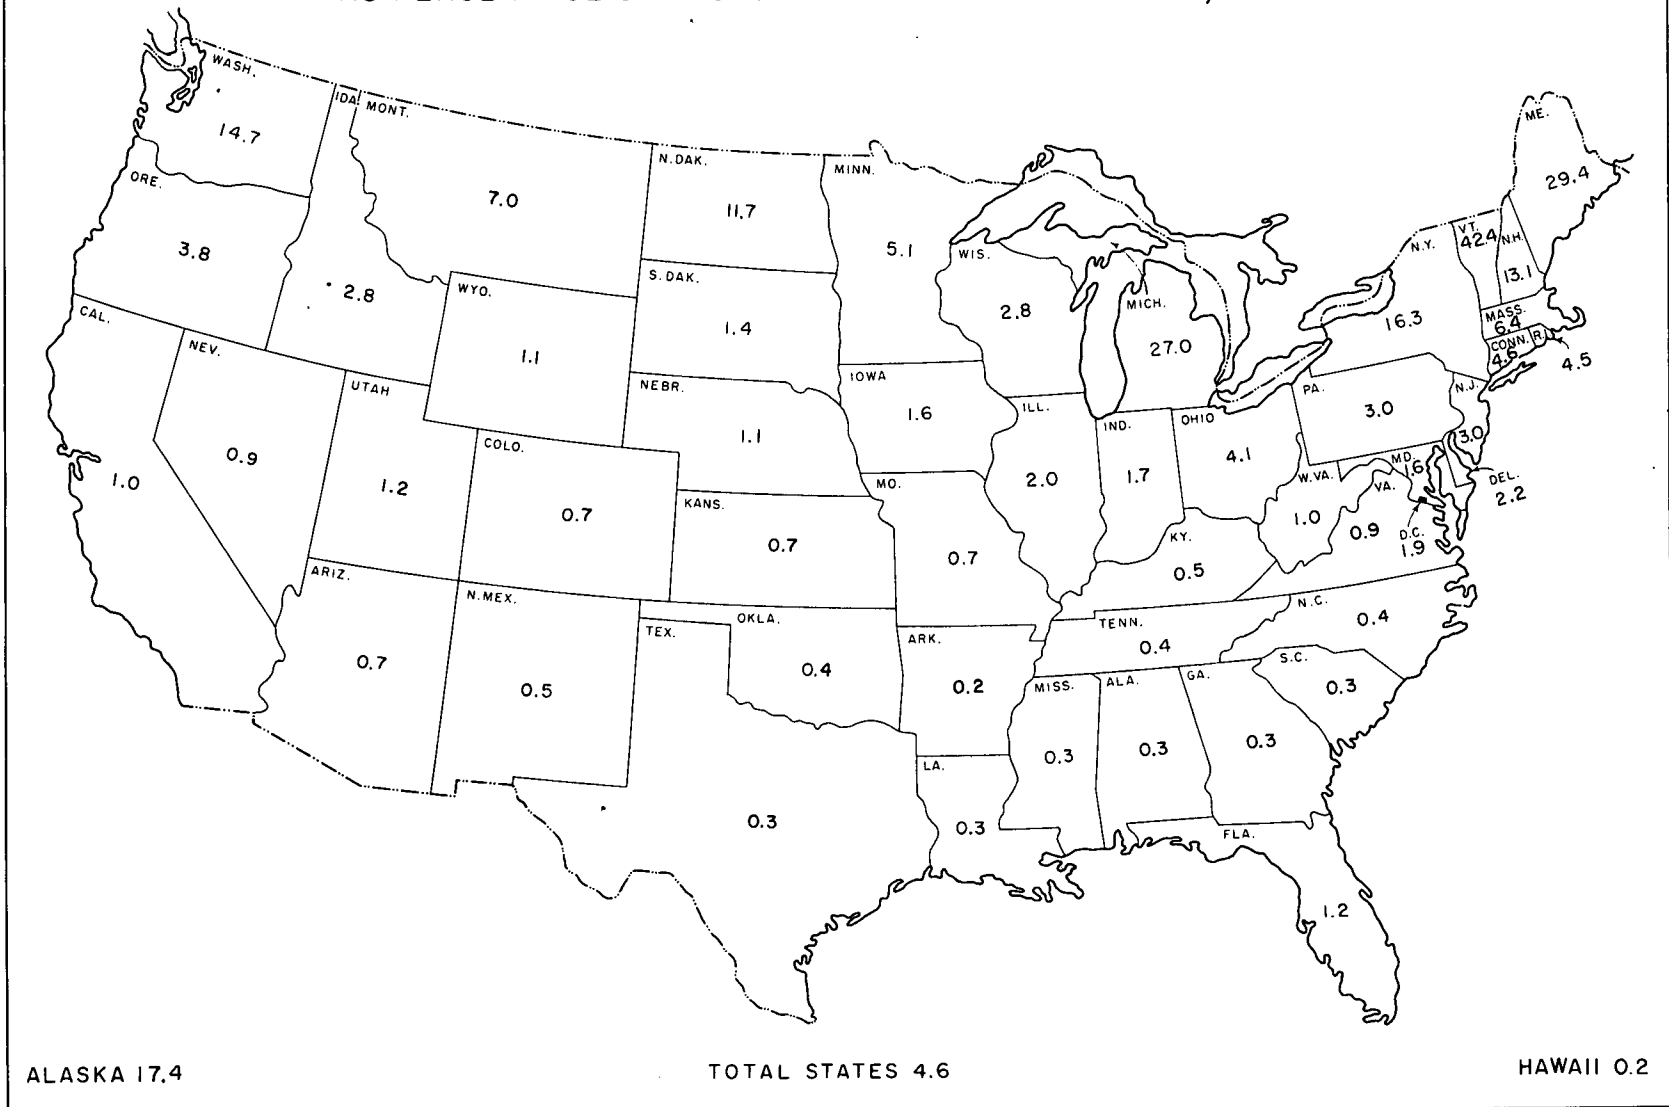 WASH.
14.7
IDA.
MONT.
7.0
N.DAK.
11.7
MINN.
5.1
ME.
29.4
ORE.
3.8
2.8
WYO.
1.1
S.DAK.
1.4
WIS.
2.8
MICH.
27.0
N.Y.
16.3
VT.
42.4
N.H.
13.1
MASS.
6.4
CONN.
4.6
R.I.
4.5
CAL.
1.0
NEV.
0.9
UTAH
1.2
COLO.
0.7
NEBR.
1.1
IOWA
1.6
ILL.
2.0
IND.
1.7
OHIO
4.1
PA.
3.0
N.J.
3.0
MD.
1.6
DEL.
2.2
D.C.
1.9
KANS.
0.7
MO.
0.7
KY.
0.5
W.VA.
1.0
VA.
0.9
ARIZ.
0.7
N.MEX.
0.5
TEX.
0.3
OKLA.
0.4
ARK.
0.2
TENN.
0.4
N.C.
0.4
S.C.
0.3
MISS.
0.3
ALA.
0.3
GA.
0.3
LA.
0.3
FLA.
1.2
ALASKA 17.4
TOTAL STATES 4.6
HAWAII 0.2